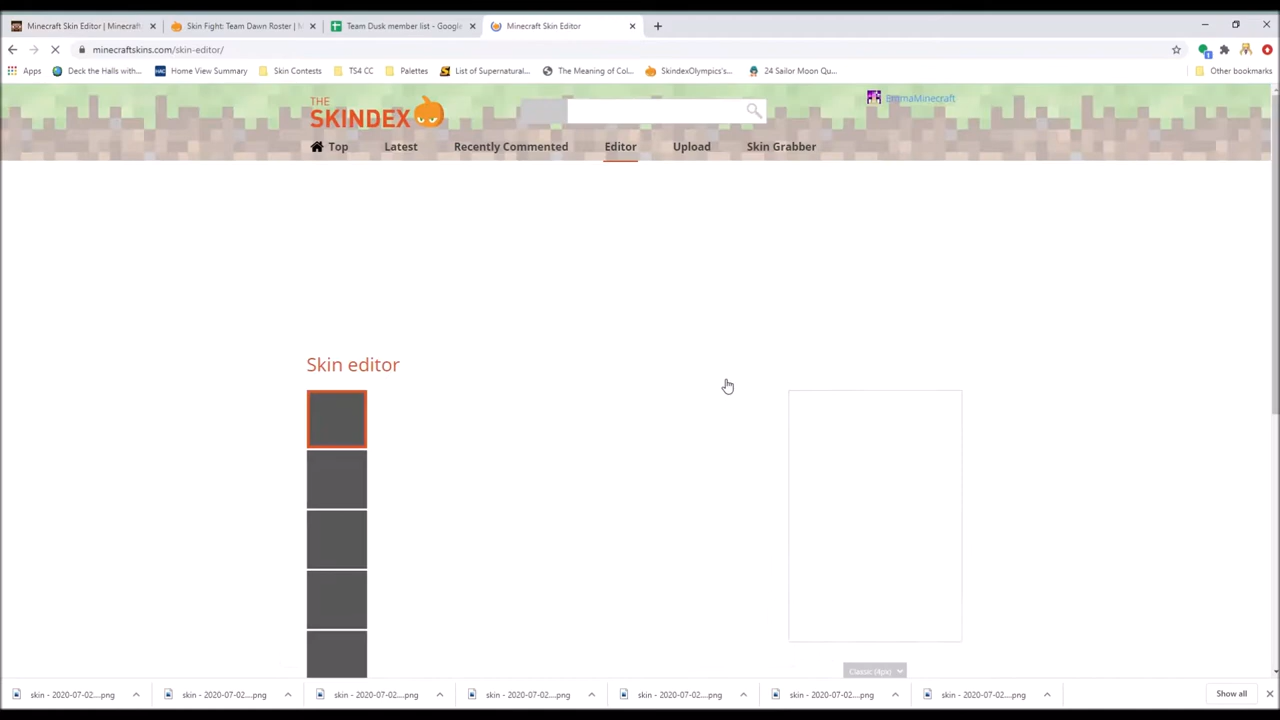 Minecraft Skin Editor | Minecraft
Skin Fight: Team Dawn Roster |
Team Dusk member list - Google
Minecraft Skin Editor
minecraftskins.com/skin-editor/
Apps
Deck the Halls with...
Home View Summary
Skin Contests
TS4 CC
Palettes
List of Supernatural...
The Meaning of Col...
SkindexOlympics's...
24 Sailor Moon Qu...
Other bookmarks
THE
SKINDEX
EmmaMinecraft
Top
Latest
Recently Commented
Editor
Upload
Skin Grabber
Skin editor
Classic (4px)
skin - 2020-07-02....png
skin - 2020-07-02....png
skin - 2020-07-02....png
skin - 2020-07-02....png
skin - 2020-07-02....png
skin - 2020-07-02....png
skin - 2020-07-02....png
Show all